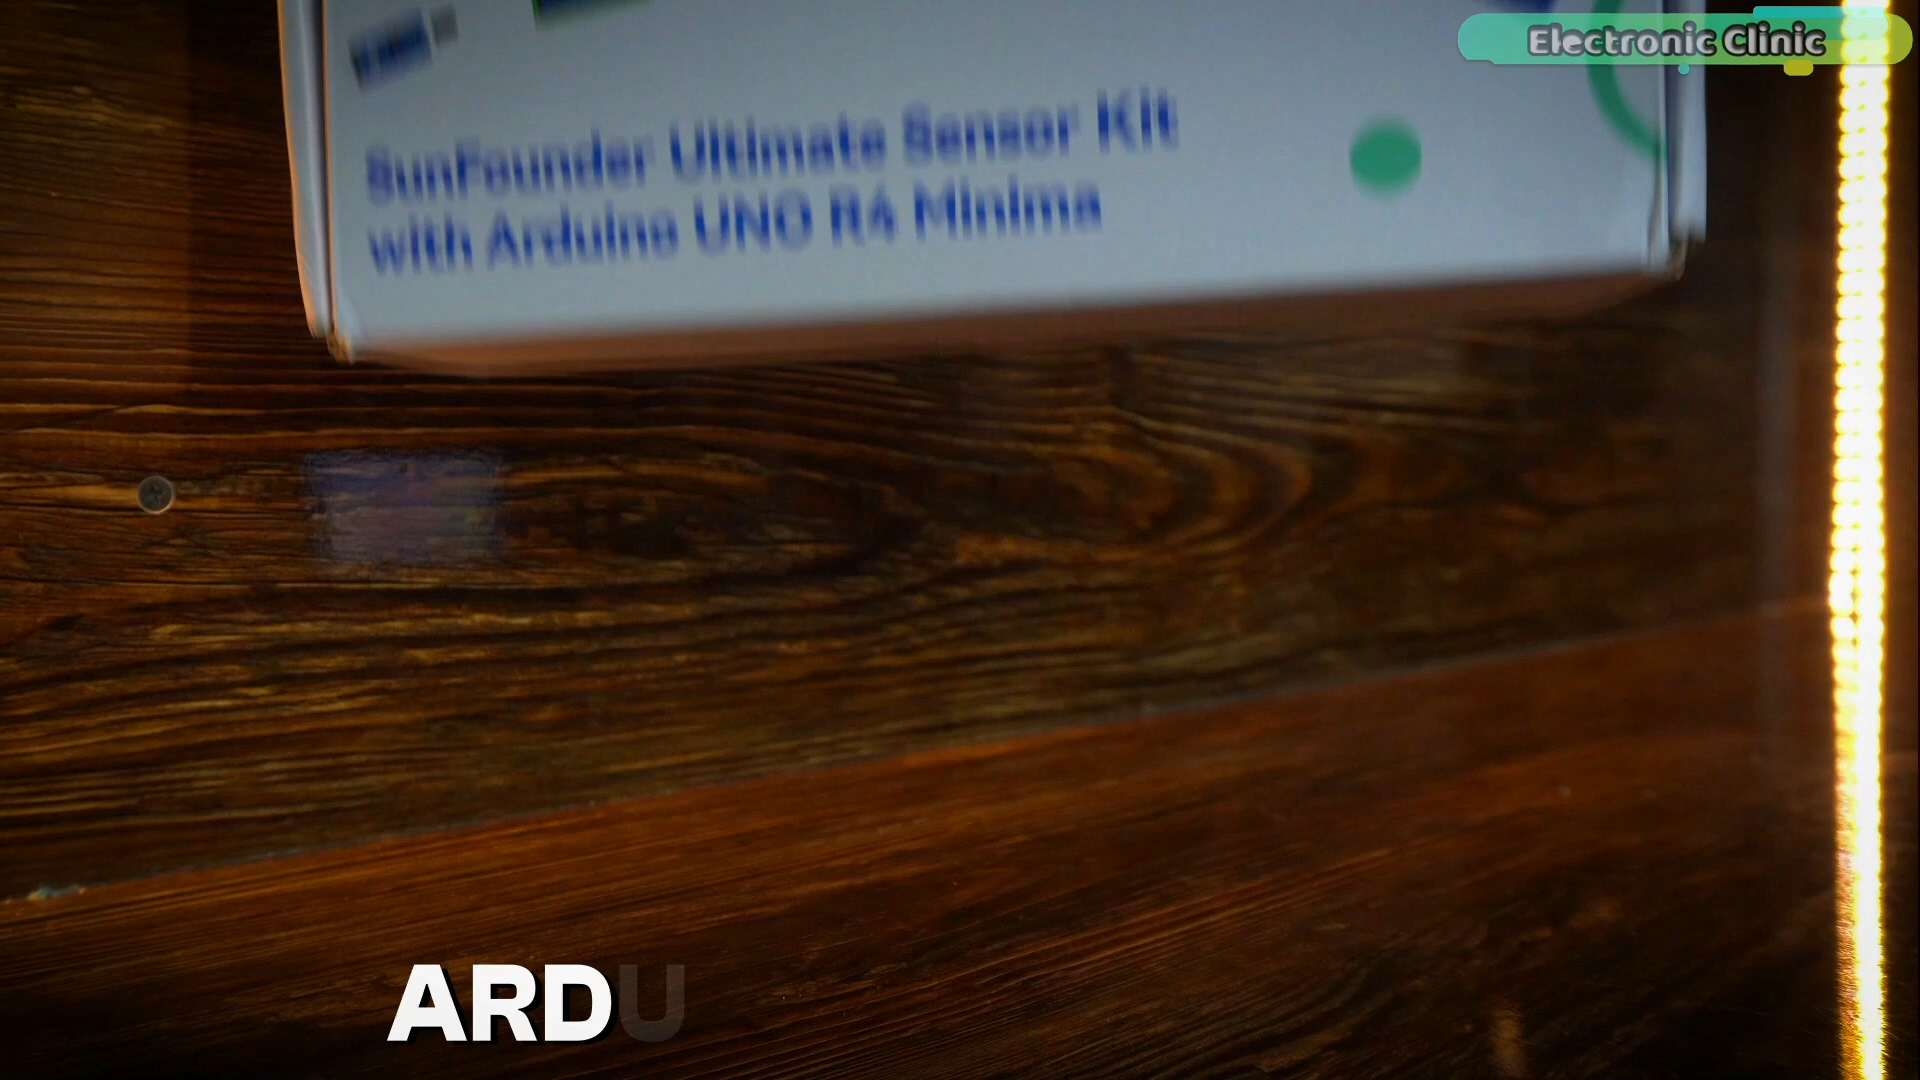 Electronic Clinic
SunFounder Ultimate Sensor Kit
with Arduino UNO R4 Minima
ARDU